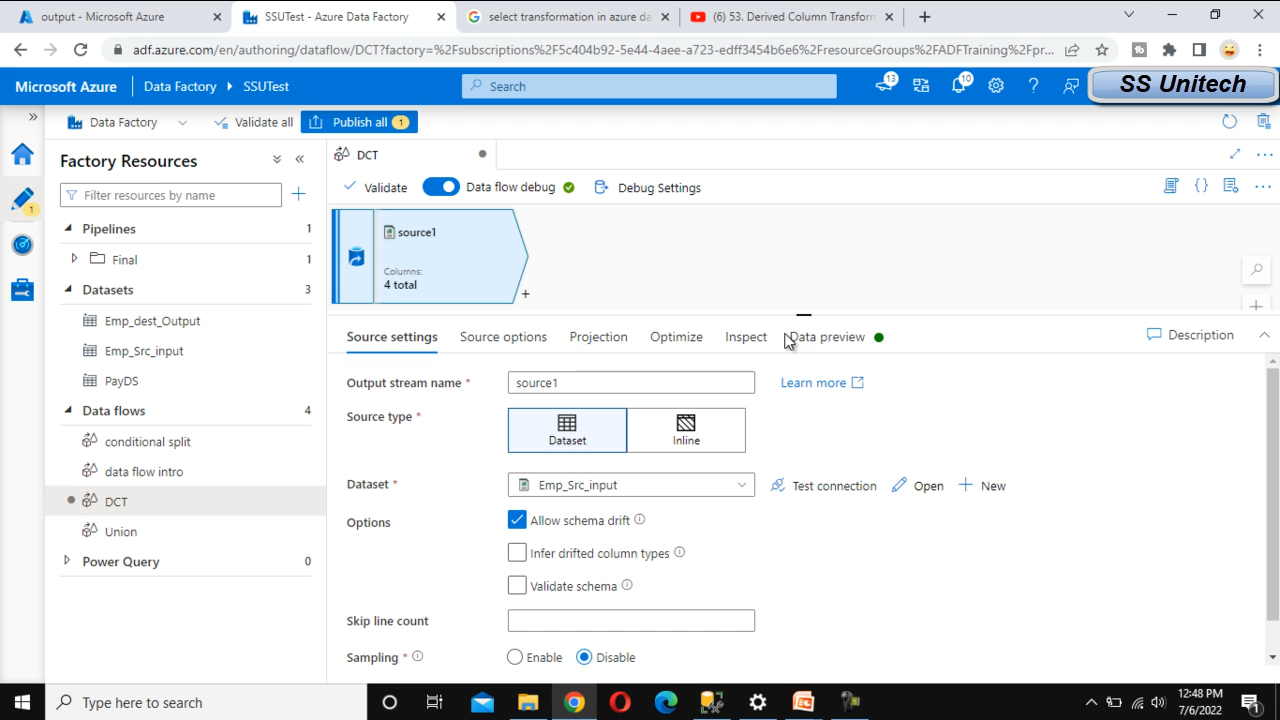 output - Microsoft Azure
SSUTest - Azure Data Factory
select transformation in azure da
(6) 53. Derived Column Transform
adf.azure.com/en/authoring/dataflow/DCT?factory=%2Fsubscriptions%2F5c404b92-5e44-4aee-a723-edff3454b6e6%2FresourceGroups%2FADFTraining%2Fpr...
Microsoft Azure
Data Factory
SSUTest
Search
13
10
SS Unitech
Data Factory
Validate all
Publish all
1
Factory Resources
Filter resources by name
1
Pipelines
1
Final
1
Datasets
3
Emp_dest_Output
Emp_Src_input
PayDS
Data flows
4
conditional split
data flow intro
DCT
Union
Power Query
0
DCT
Validate
Data flow debug
Debug Settings
source1
Columns:
4 total
Source settings
Source options
Projection
Optimize
Inspect
Data preview
Description
Output stream name *
source1
Learn more
Source type *
Dataset
Inline
Dataset *
Emp_Src_input
Test connection
Open
New
Options
Allow schema drift
Infer drifted column types
Validate schema
Skip line count
Sampling *
Enable
Disable
Type here to search
12:48 PM
7/6/2022
1